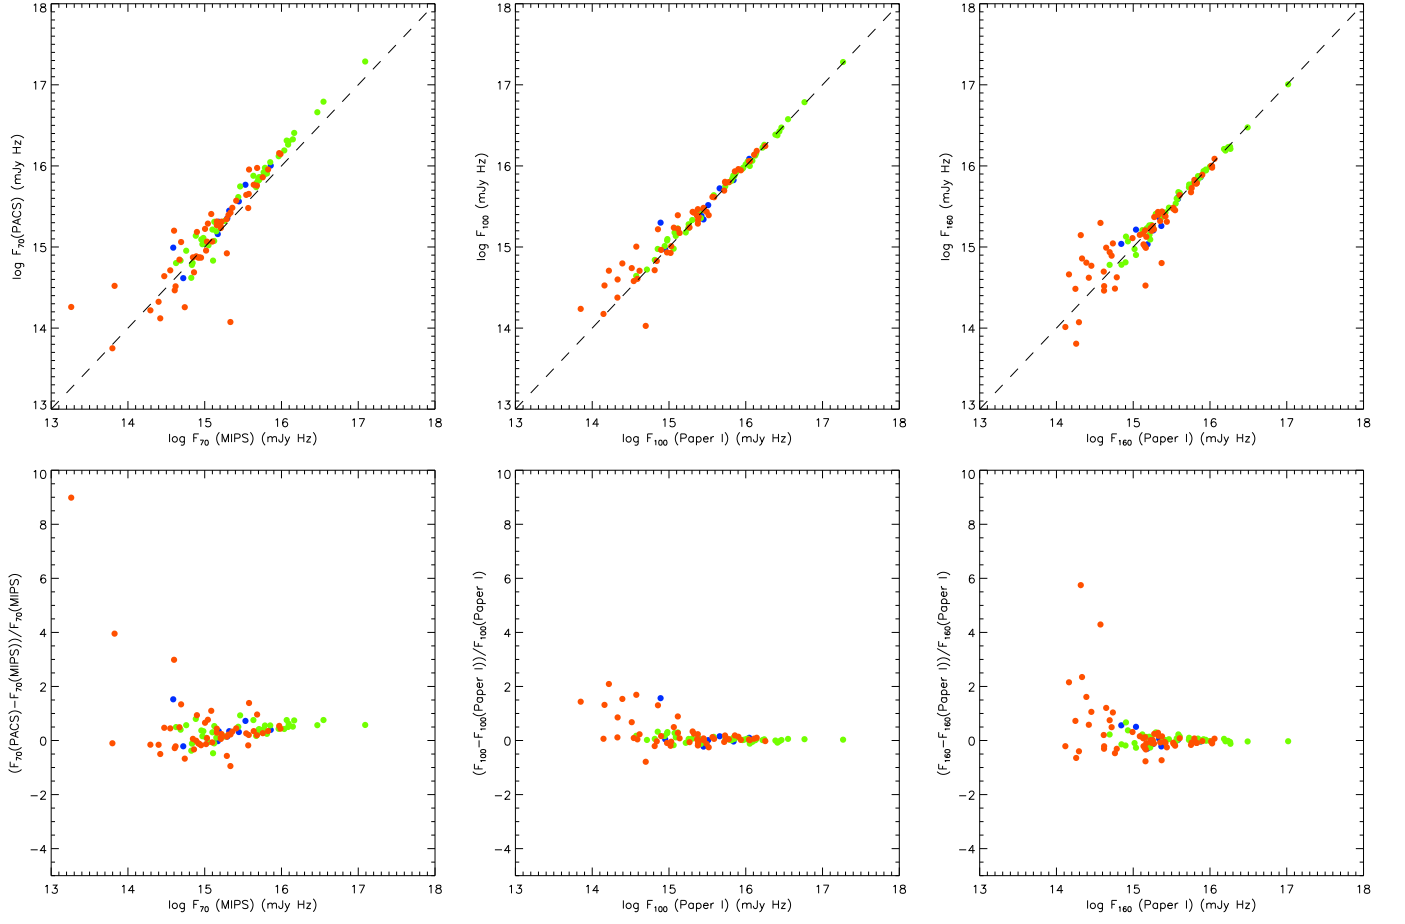 18
17
16
15
14
13
log F70(PACS) (mJy Hz)
13 14 15 16 17 18
log F70 (MIPS) (mJy Hz)
18
17
16
15
14
13
log F100 (mJy Hz)
13 14 15 16 17 18
log F100 (Paper I) (mJy Hz)
18
17
16
15
14
13
log F160 (mJy Hz)
13 14 15 16 17 18
log F160 (Paper I) (mJy Hz)
10
8
6
4
2
0
−2
−4
(F70(PACS)−F70(MIPS))/F70(MIPS)
13 14 15 16 17 18
log F70 (MIPS) (mJy Hz)
10
8
6
4
2
0
−2
−4
(F100−F100(Paper I))/F100(Paper I)
13 14 15 16 17 18
log F100 (Paper I) (mJy Hz)
10
8
6
4
2
0
−2
−4
(F160−F160(Paper I))/F160(Paper I)
13 14 15 16 17 18
log F160 (Paper I) (mJy Hz)